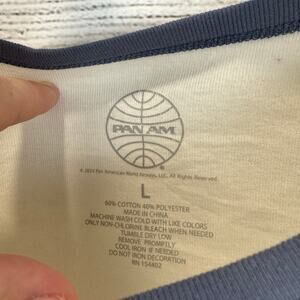 PAN AM
© 2024 Pan American World Airways, LLC. All Rights Reserved.
L
60% COTTON 40% POLYESTER
MADE IN CHINA
MACHINE WASH COLD WITH LIKE COLORS
ONLY NON-CHLORINE BLEACH WHEN NEEDED
TUMBLE DRY LOW
REMOVE PROMPTLY
COOL IRON IF NEEDED
DO NOT IRON DECORATION
RN 154402